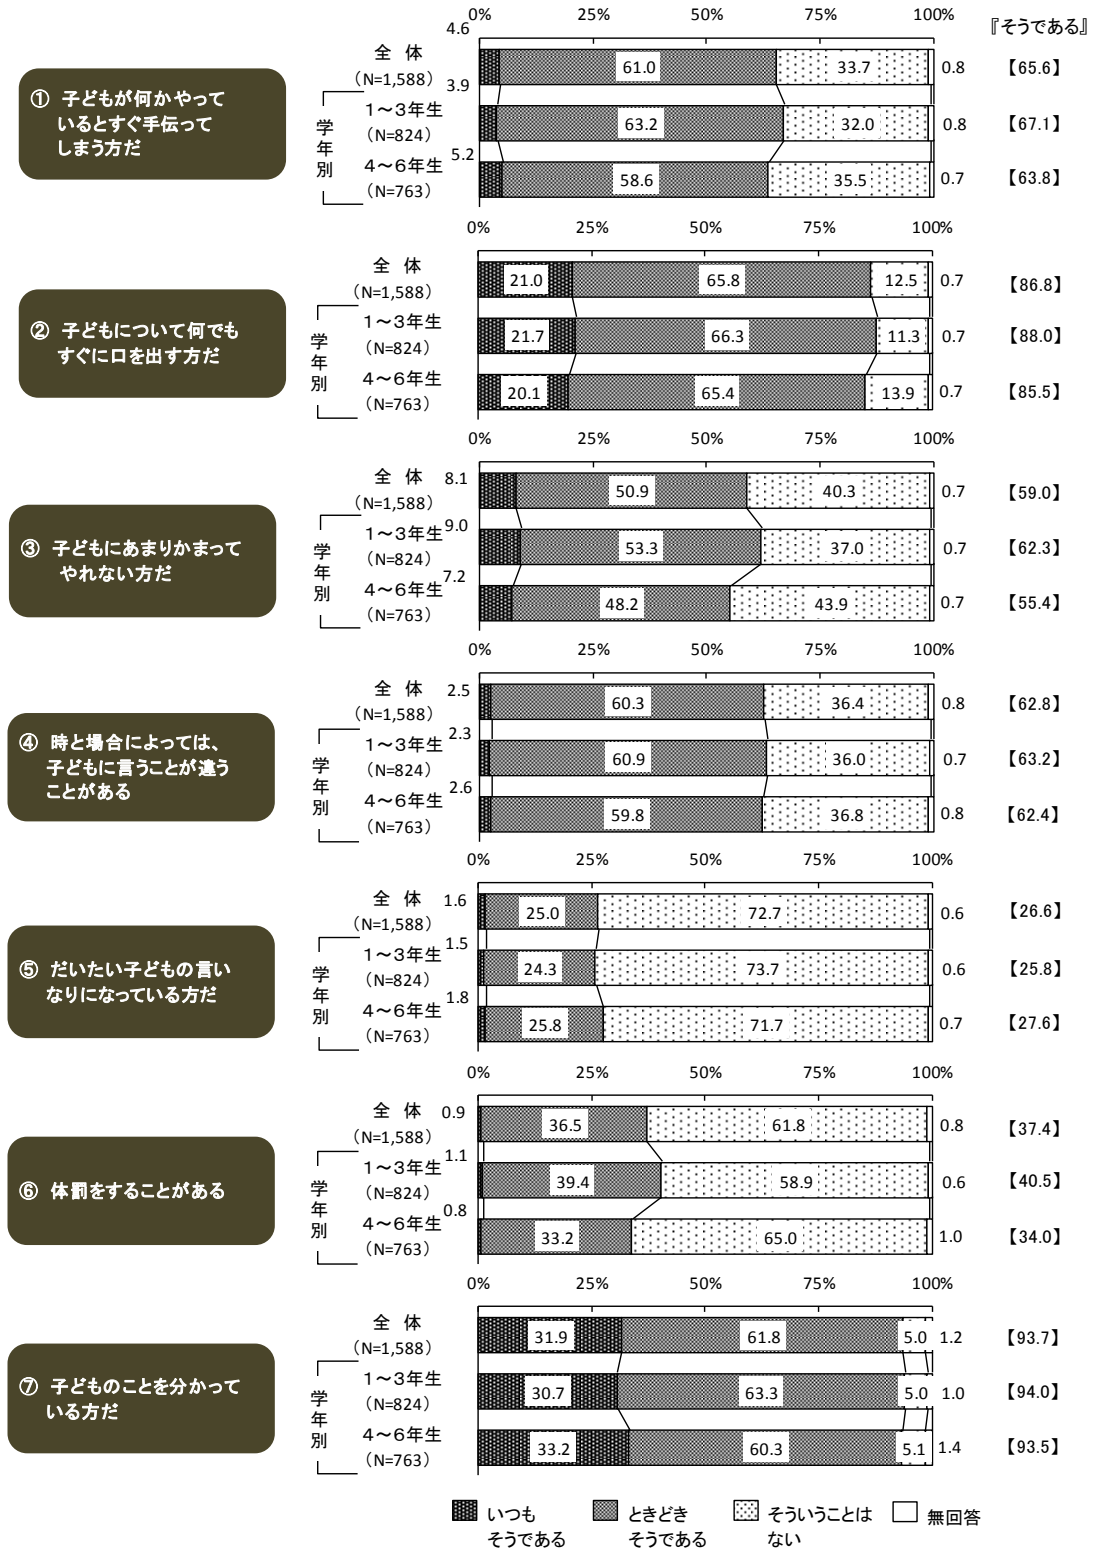 0% 25% 50% 75% 100%
『そうである』
① 子どもが何かやって
いるとすぐ手伝って
しまう方だ
学年別
全 体
(N=1,588)
4.6 61.0 33.7 0.8 【65.6】
1～3年生
(N=824)
3.9 63.2 32.0 0.8 【67.1】
4～6年生
(N=763)
5.2 58.6 35.5 0.7 【63.8】
0% 25% 50% 75% 100%
② 子どもについて何でも
すぐに口を出す方だ
学年別
全 体
(N=1,588)
21.0 65.8 12.5 0.7 【86.8】
1～3年生
(N=824)
21.7 66.3 11.3 0.7 【88.0】
4～6年生
(N=763)
20.1 65.4 13.9 0.7 【85.5】
0% 25% 50% 75% 100%
③ 子どもにあまりかまって
やれない方だ
学年別
全 体
(N=1,588)
8.1 50.9 40.3 0.7 【59.0】
1～3年生
(N=824)
9.0 53.3 37.0 0.7 【62.3】
4～6年生
(N=763)
7.2 48.2 43.9 0.7 【55.4】
0% 25% 50% 75% 100%
④ 時と場合によっては、
子どもに言うことが違う
ことがある
学年別
全 体
(N=1,588)
2.5 60.3 36.4 0.8 【62.8】
1～3年生
(N=824)
2.3 60.9 36.0 0.7 【63.2】
4～6年生
(N=763)
2.6 59.8 36.8 0.8 【62.4】
0% 25% 50% 75% 100%
⑤ だいたい子どもの言い
なりになっている方だ
学年別
全 体
(N=1,588)
1.6 25.0 72.7 0.6 【26.6】
1～3年生
(N=824)
1.5 24.3 73.7 0.6 【25.8】
4～6年生
(N=763)
1.8 25.8 71.7 0.7 【27.6】
0% 25% 50% 75% 100%
⑥ 体罰をすることがある
学年別
全 体
(N=1,588)
0.9 36.5 61.8 0.8 【37.4】
1～3年生
(N=824)
1.1 39.4 58.9 0.6 【40.5】
4～6年生
(N=763)
0.8 33.2 65.0 1.0 【34.0】
0% 25% 50% 75% 100%
⑦ 子どものことを分かって
いる方だ
学年別
全 体
(N=1,588)
31.9 61.8 5.0 1.2 【93.7】
1～3年生
(N=824)
30.7 63.3 5.0 1.0 【94.0】
4～6年生
(N=763)
33.2 60.3 5.1 1.4 【93.5】
いつも
そうである
ときどき
そうである
そういうことは
ない
無回答